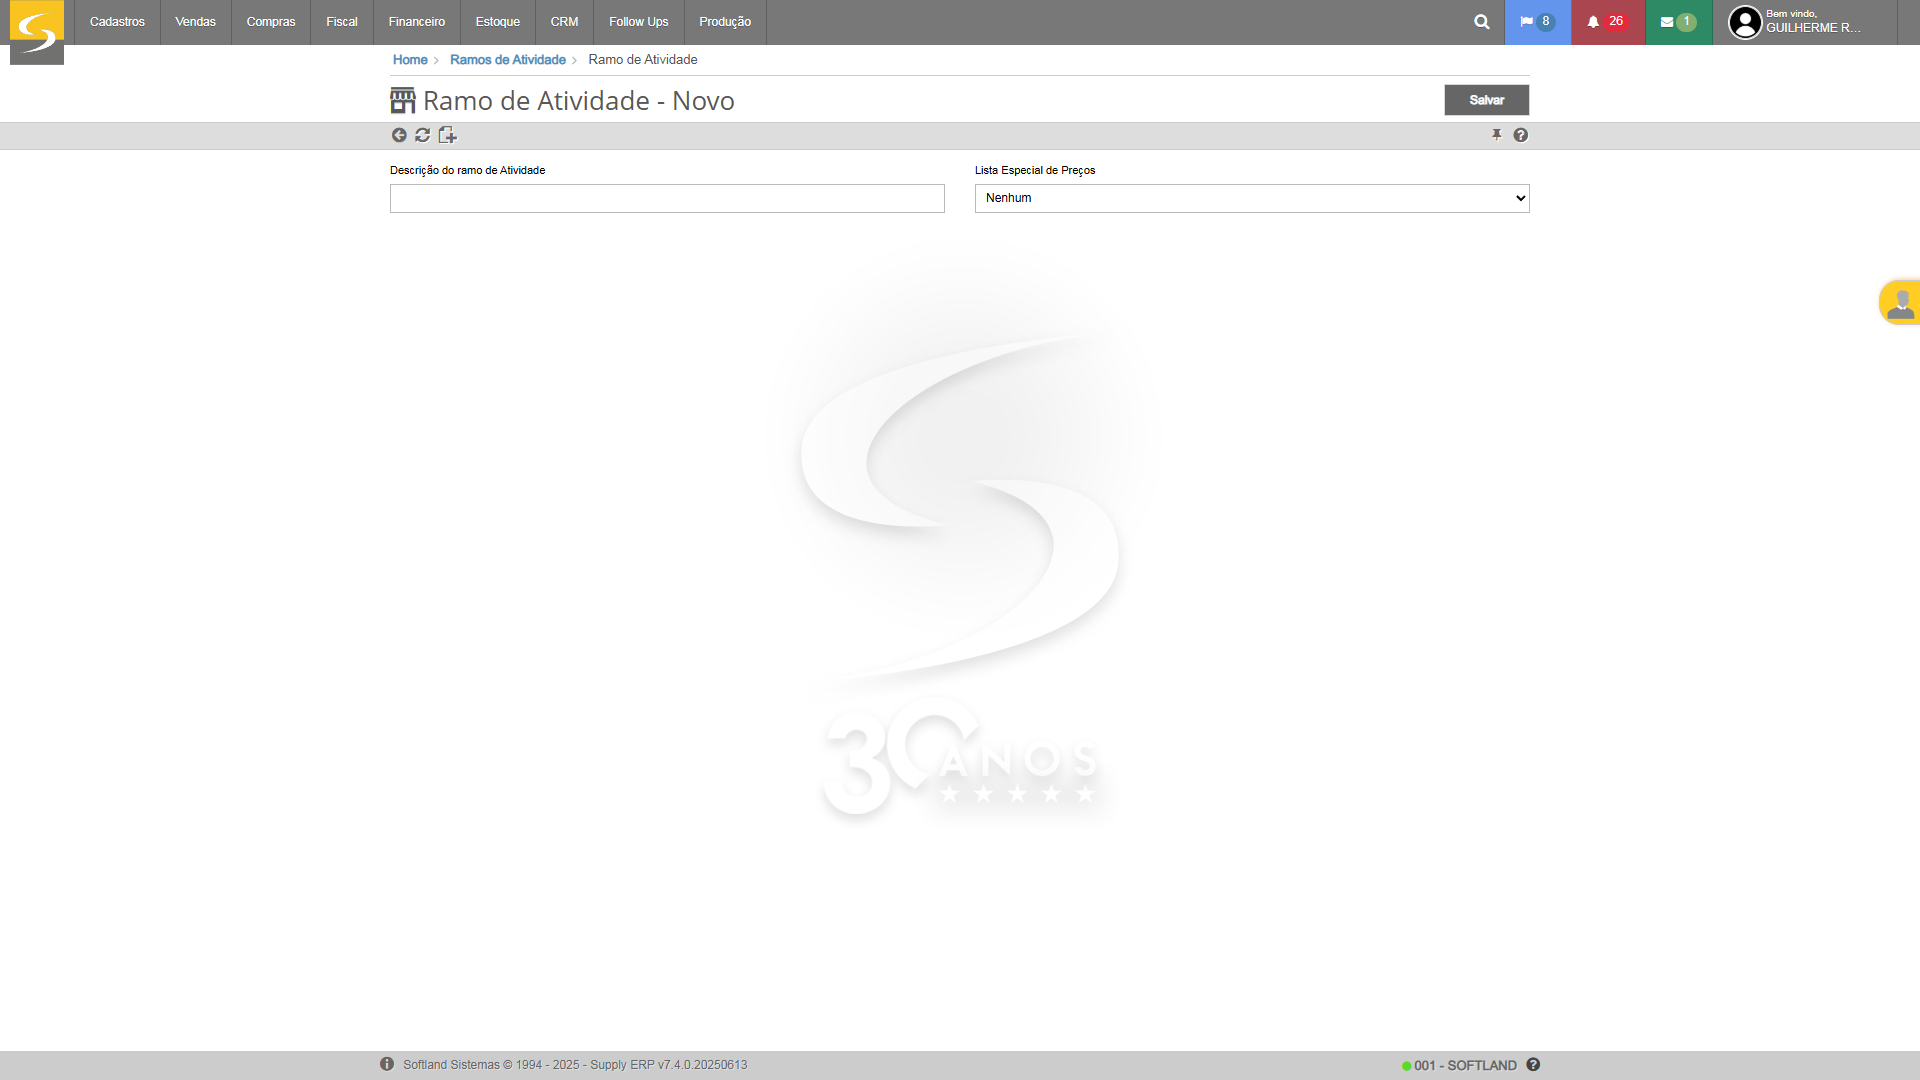 Cadastros Vendas Compras Fiscal Financeiro Estoque CRM Follow Ups Produção 8 26 1 Bem vindo,
GUILHERME R...
Home > Ramos de Atividade > Ramo de Atividade
Ramo de Atividade - Novo Salvar
Descrição do ramo de Atividade Lista Especial de Preços
Nenhum
30 ANOS
Softland Sistemas © 1994 - 2025 - Supply ERP v7.4.0.20250613 001 - SOFTLAND